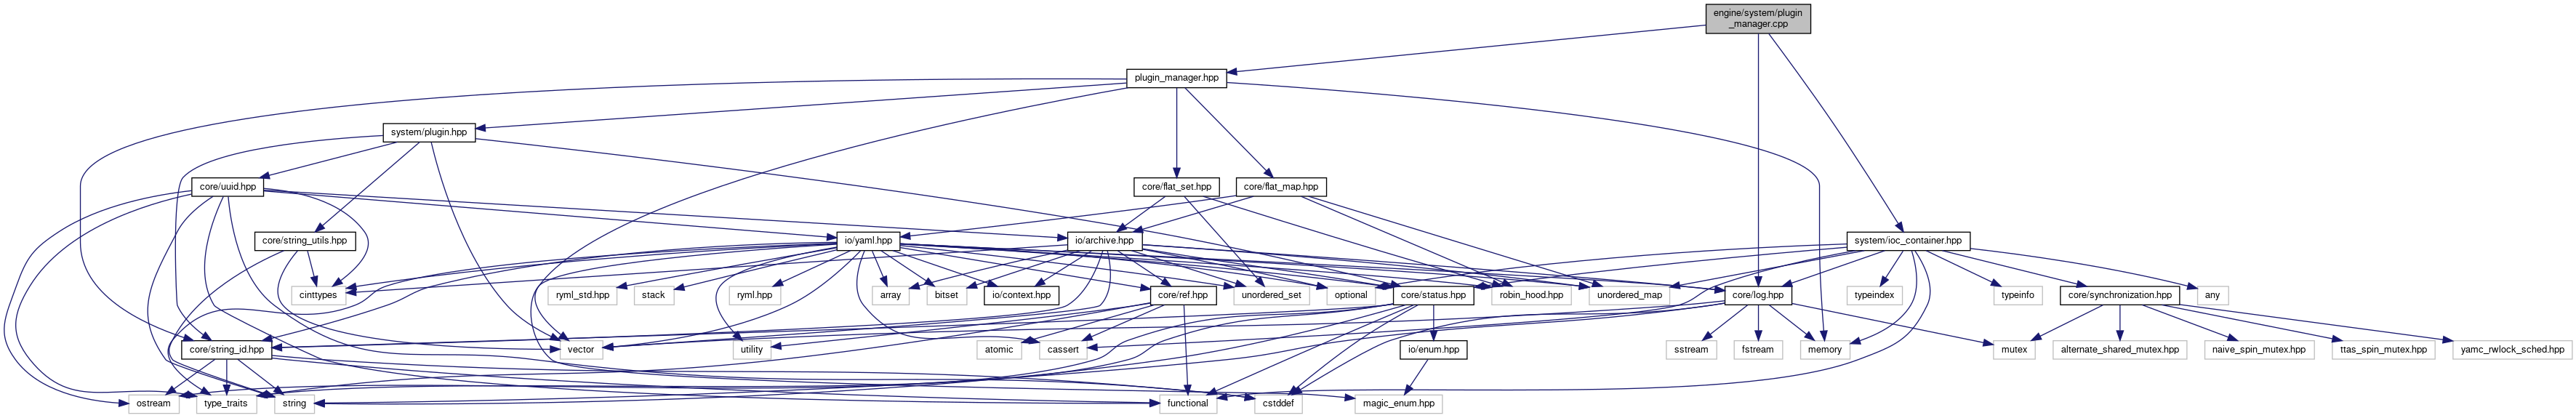 engine/system/plugin
_manager.cpp
plugin_manager.hpp
system/plugin.hpp
core/uuid.hpp
core/flat_set.hpp
core/flat_map.hpp
core/string_utils.hpp
io/yaml.hpp
io/archive.hpp
system/ioc_container.hpp
cinttypes
ryml_std.hpp
stack
ryml.hpp
array
bitset
io/context.hpp
core/ref.hpp
unordered_set
optional
core/status.hpp
robin_hood.hpp
unordered_map
core/log.hpp
typeindex
typeinfo
core/synchronization.hpp
any
core/string_id.hpp
vector
utility
atomic
cassert
io/enum.hpp
sstream
fstream
memory
mutex
alternate_shared_mutex.hpp
naive_spin_mutex.hpp
ttas_spin_mutex.hpp
yamc_rwlock_sched.hpp
ostream
type_traits
string
functional
cstddef
magic_enum.hpp